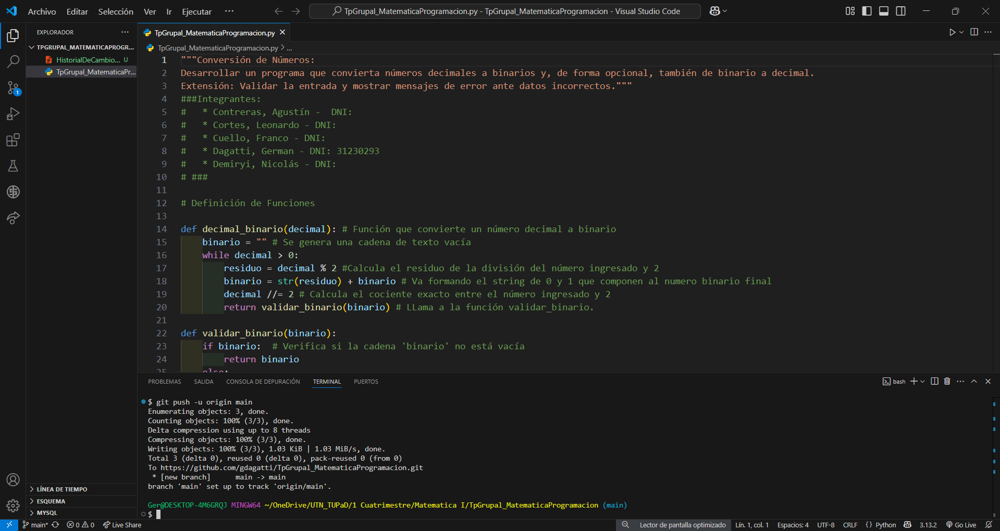 Archivo Editar Selección Ver Ir Ejecutar ···
TpGrupal_MatematicaProgramacion.py - TpGrupal_MatematicaProgramacion - Visual Studio Code
EXPLORADOR ···
TPGRUPAL_MATEMATICAPROGR...
HistorialDeCambio... U
TpGrupal_MatematicaPr...
1
LÍNEA DE TIEMPO
ESQUEMA
MYSQL
TpGrupal_MatematicaProgramacion.py
TpGrupal_MatematicaProgramacion.py > ...
1 """Conversión de Números:
2 Desarrollar un programa que convierta números decimales a binarios y, de forma opcional, también de binario a decimal.
3 Extensión: Validar la entrada y mostrar mensajes de error ante datos incorrectos."""
4 ###Integrantes:
5 #   * Contreras, Agustín -  DNI:
6 #   * Cortes, Leonardo - DNI:
7 #   * Cuello, Franco - DNI:
8 #   * Dagatti, German - DNI: 31230293
9 #   * Demiryi, Nicolás - DNI:
10 # ###
11
12 # Definición de Funciones
13
14 def decimal_binario(decimal): # Función que convierte un número decimal a binario
15     binario = "" # Se genera una cadena de texto vacía
16     while decimal > 0:
17         residuo = decimal % 2 #Calcula el residuo de la división del número ingresado y 2
18         binario = str(residuo) + binario # Va formando el string de 0 y 1 que componen al numero binario final
19         decimal //= 2 # Calcula el cociente exacto entre el número ingresado y 2
20         return validar_binario(binario) # LLama a la función validar_binario.
21
22 def validar_binario(binario):
23     if binario:  # Verifica si la cadena 'binario' no está vacía
24         return binario
25     else:
PROBLEMAS SALIDA CONSOLA DE DEPURACIÓN TERMINAL PUERTOS
bash
$ git push -u origin main
Enumerating objects: 3, done.
Counting objects: 100% (3/3), done.
Delta compression using up to 8 threads
Compressing objects: 100% (3/3), done.
Writing objects: 100% (3/3), 1.03 KiB | 1.03 MiB/s, done.
Total 3 (delta 0), reused 0 (delta 0), pack-reused 0 (from 0)
To https://github.com/gdagatti/TpGrupal_MatematicaProgramacion.git
 * [new branch]      main -> main
branch 'main' set up to track 'origin/main'.
Ger@DESKTOP-4M6GRQJ MINGW64 ~/OneDrive/UTN_TUPaD/1 Cuatrimestre/Matematica I/TpGrupal_MatematicaProgramacion (main)
$
main* 0 0 Live Share
Lector de pantalla optimizado Lín. 1, col. 1 Espacios: 4 UTF-8 CRLF {} Python 3.13.2 Go Live